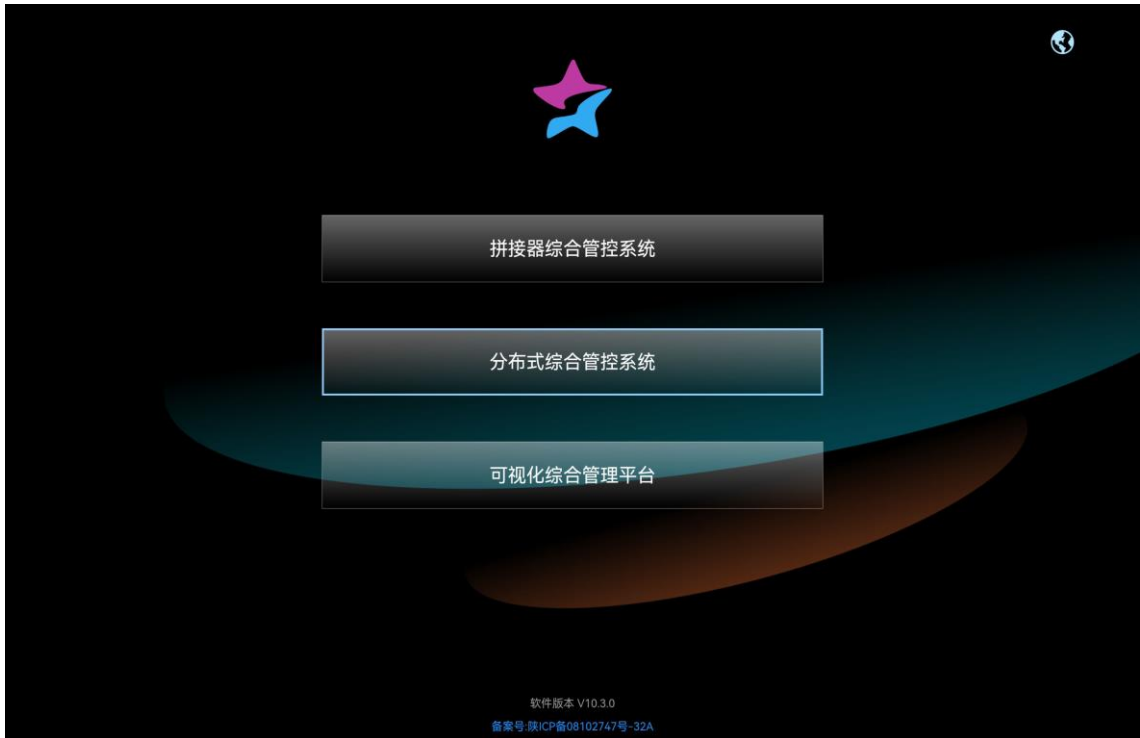 拼接器综合管控系统
分布式综合管控系统
可视化综合管理平台
软件版本 V10.3.0
备案号:陕ICP备08102747号-32A